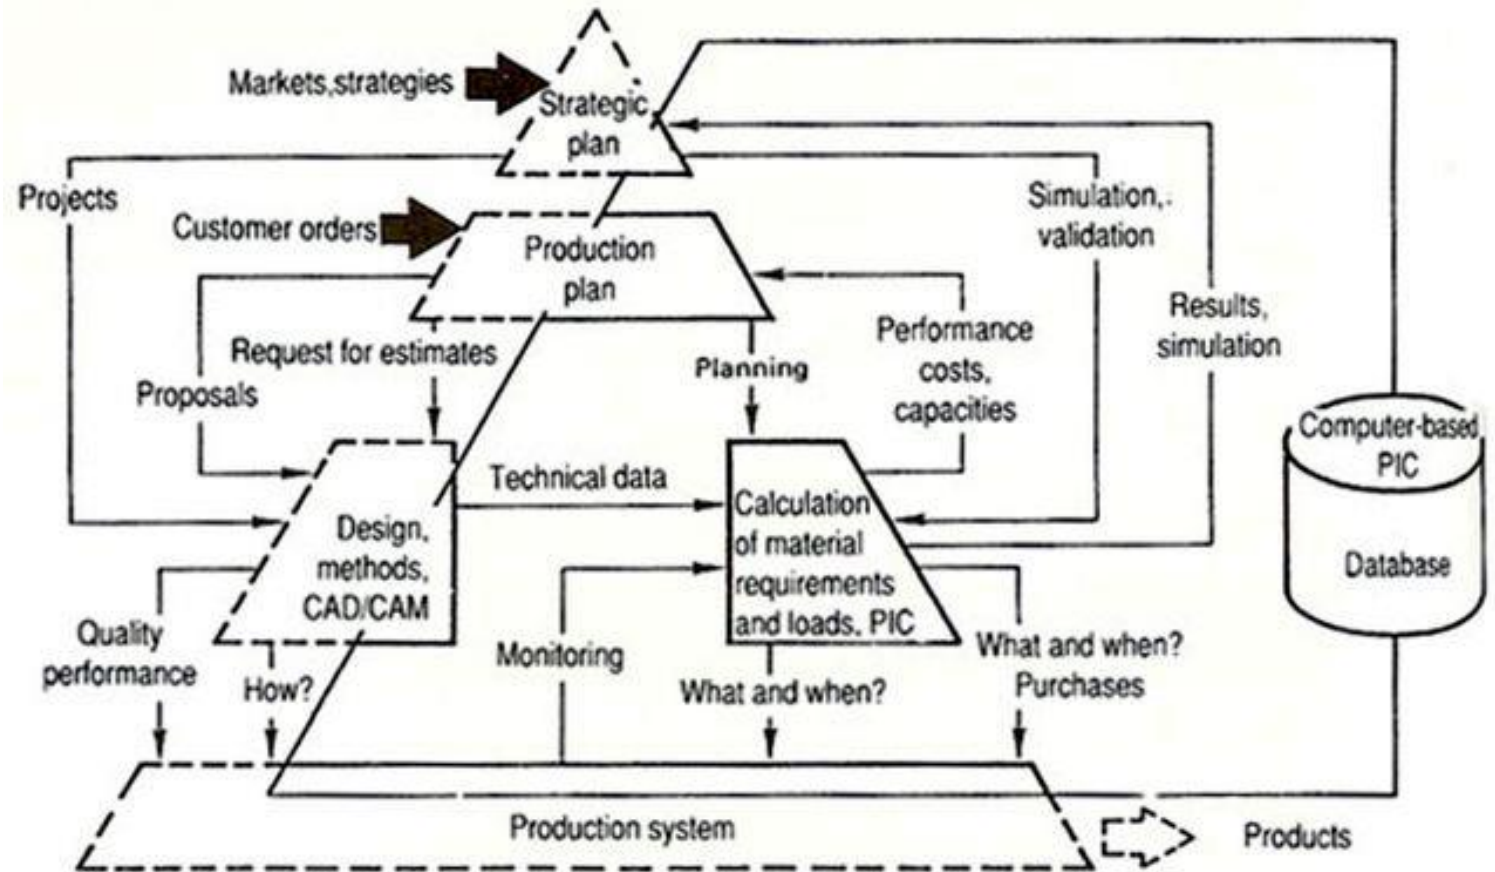 Markets,strategies
Strategic
plan
Projects
Simulation,
validation
Customer orders
Production
plan
Results,
simulation
Performance
costs,
capacities
Request for estimates
Planning
Proposals
Computer-based
PIC
Database
Technical data
Design,
methods,
CAD/CAM
Calculation
of material
requirements
and loads, PIC
Quality
performance
How?
Monitoring
What and when?
What and when?
Purchases
Production system
Products